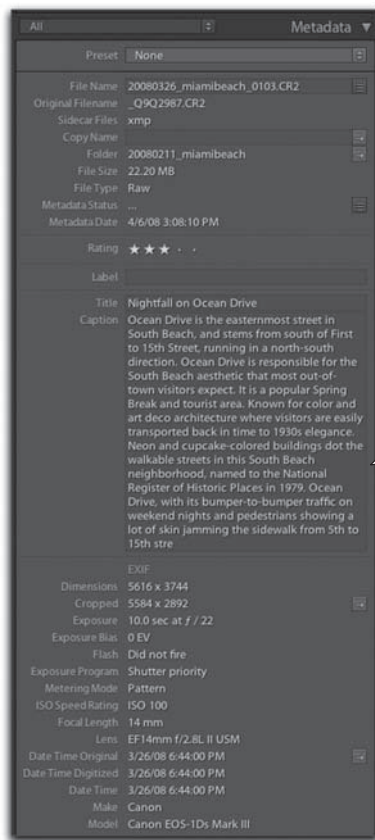 All Metadata
Preset None
File Name 20080326_miamibeach_0103.CR2
Original Filename _Q9Q2987.CR2
Sidecar Files xmp
Copy Name
Folder 20080211_miamibeach
File Size 22.20 MB
File Type Raw
Metadata Status ...
Metadata Date 4/6/08 3:08:10 PM
Rating ★ ★ ★ · ·
Label
Title Nightfall on Ocean Drive
Caption Ocean Drive is the easternmost street in
South Beach, and stems from south of First
to 15th Street, running in a north-south
direction. Ocean Drive is responsible for the
South Beach aesthetic that most out-of-
town visitors expect. It is a popular Spring
Break and tourist area. Known for color and
art deco architecture where visitors are easily
transported back in time to 1930s elegance.
Neon and cupcake-colored buildings dot the
walkable streets in this South Beach
neighborhood, named to the National
Register of Historic Places in 1979. Ocean
Drive, with its bumper-to-bumper traffic on
weekend nights and pedestrians showing a
lot of skin jamming the sidewalk from 5th to
15th stre
EXIF
Dimensions 5616 x 3744
Cropped 5584 x 2892
Exposure 10.0 sec at ƒ / 22
Exposure Bias 0 EV
Flash Did not fire
Exposure Program Shutter priority
Metering Mode Pattern
ISO Speed Rating ISO 100
Focal Length 14 mm
Lens EF14mm f/2.8L II USM
Date Time Original 3/26/08 6:44:00 PM
Date Time Digitized 3/26/08 6:44:00 PM
Date Time 3/26/08 6:44:00 PM
Make Canon
Model Canon EOS-1Ds Mark III